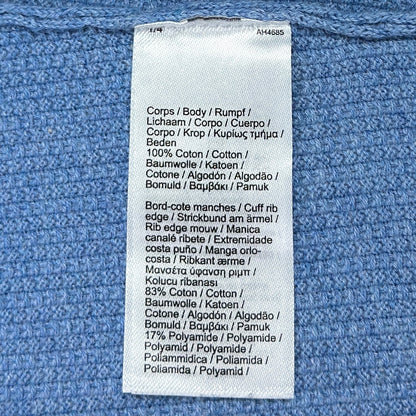 1/4 AH4685
Corps / Body / Rumpf /
Lichaam / Corpo / Cuerpo /
Corpo / Krop / Κυρίως τμήμα /
Beden
100% Coton / Cotton /
Baumwolle / Katoen /
Cotone / Algodón / Algodão /
Bomuld / Βαμβάκι / Pamuk
Bord-cote manches / Cuff rib
edge / Strickbund am ärmel /
Rib edge mouw / Manica
canalé ribete / Extremidade
costa puño / Manga orlo-
costa / Ribkant ærme /
Μανσέτα ύφανση ριμπ /
Kolucu ribanası
83% Coton / Cotton /
Baumwolle / Katoen /
Cotone / Algodón / Algodão /
Bomuld / Βαμβάκι / Pamuk
17% Polyamide / Polyamide /
Polyamid / Polyamide /
Poliammidica / Poliamida /
Poliamida / Polyamid /